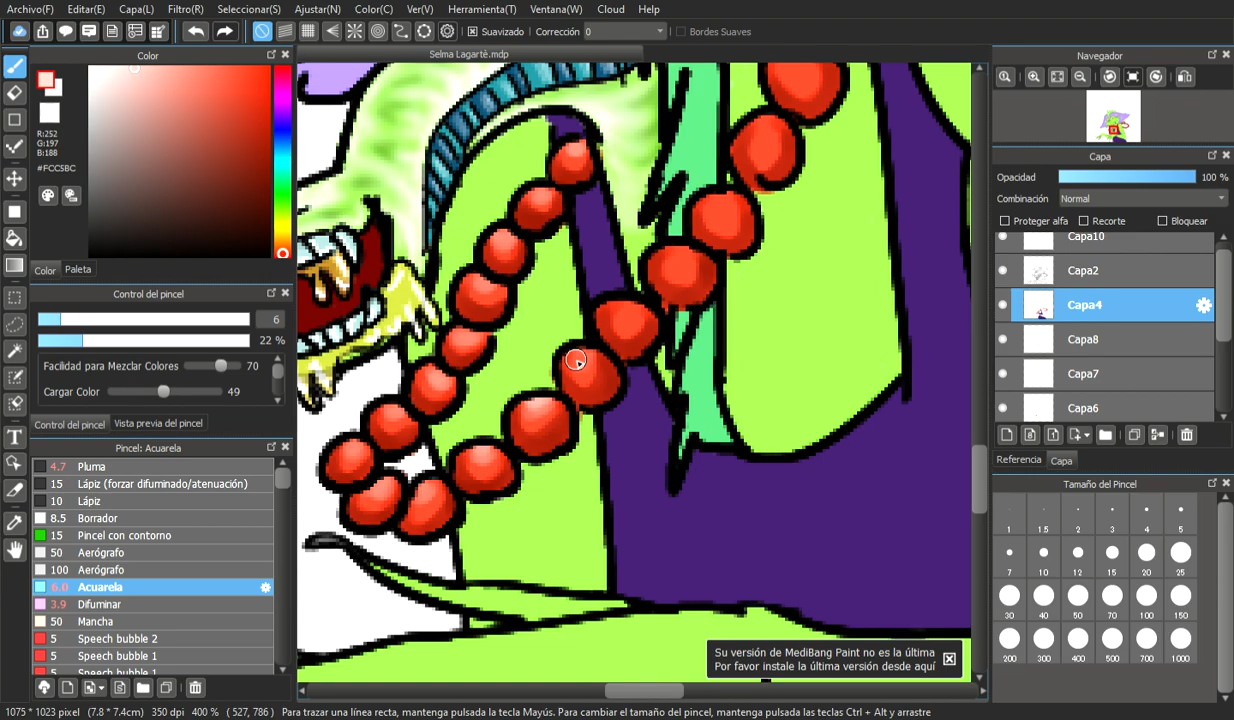 Archivo(F) Editar(E) Capa(L) Filtro(R) Seleccionar(S) Ajustar(N) Color(C) Ver(V) Herramienta(T) Ventana(W) Cloud Help
Suavizado Corrección 0 Bordes Suaves
Color
R:252
G:197
B:188
#FCC5BC
Color Paleta
Control del pincel
6
22 %
Facilidad para Mezclar Colores 70
Cargar Color 49
Control del pincel Vista previa del pincel
Pincel: Acuarela
4.7 Pluma
15 Lápiz (forzar difuminado/atenuación)
10 Lápiz
8.5 Borrador
15 Pincel con contorno
50 Aerógrafo
100 Aerógrafo
6.0 Acuarela
3.9 Difuminar
50 Mancha
5 Speech bubble 2
5 Speech bubble 1
5 Speech bubble 1
Selma Lagartê.mdp
Su versión de MediBang Paint no es la última
Por favor instale la última versión desde aquí
Navegador
Capa
Opacidad 100 %
Combinación Normal
Proteger alfa Recorte Bloquear
Capa10
Capa2
Capa4
Capa8
Capa7
Capa6
Referencia Capa
Tamaño del Pincel
1 1.5 2 3 4 5
7 10 12 15 20 25
30 40 50 70 100 150
200 300 400 500 700 1000
1075 * 1023 pixel (7.8 * 7.4cm) 350 dpi 400 % ( 527, 786 ) Para trazar una línea recta, mantenga pulsada la tecla Mayús. Para cambiar el tamaño del pincel, mantenga pulsadas las teclas Ctrl + Alt y arrastre